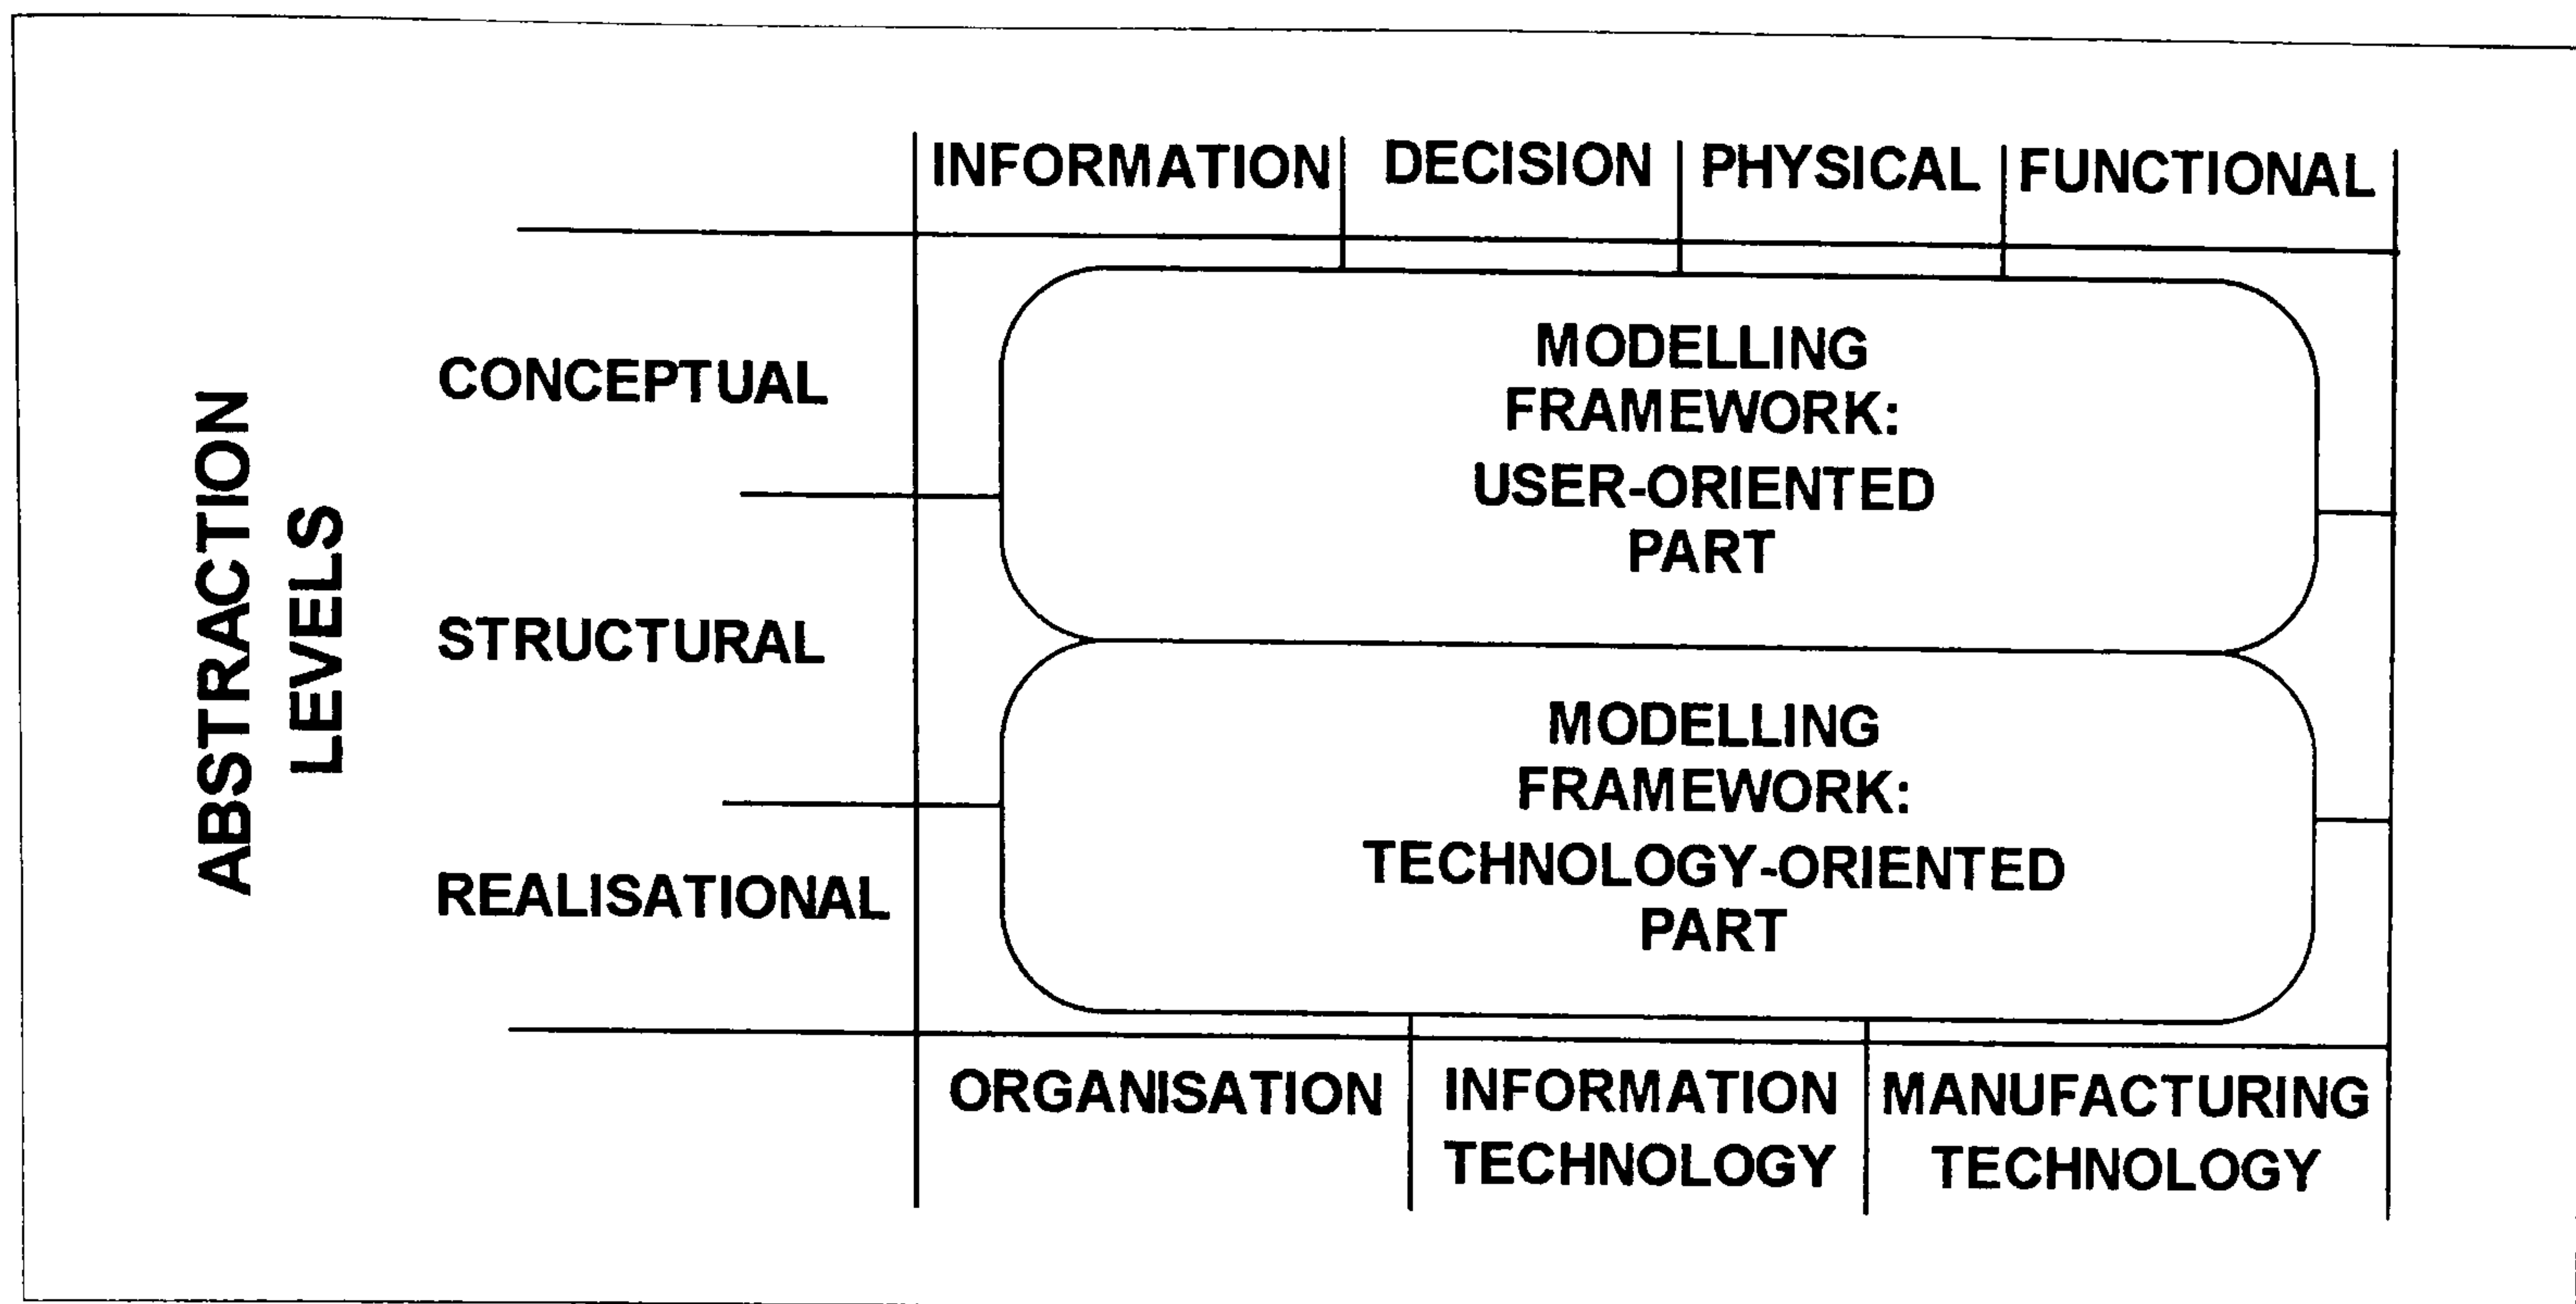 INFORMATION DECISION PHYSICAL FUNCTIONAL
ABSTRACTION
LEVELS
CONCEPTUAL
STRUCTURAL
REALISATIONAL
MODELLING
FRAMEWORK:
USER-ORIENTED
PART
MODELLING
FRAMEWORK:
TECHNOLOGY-ORIENTED
PART
ORGANISATION
INFORMATION
TECHNOLOGY
MANUFACTURING
TECHNOLOGY